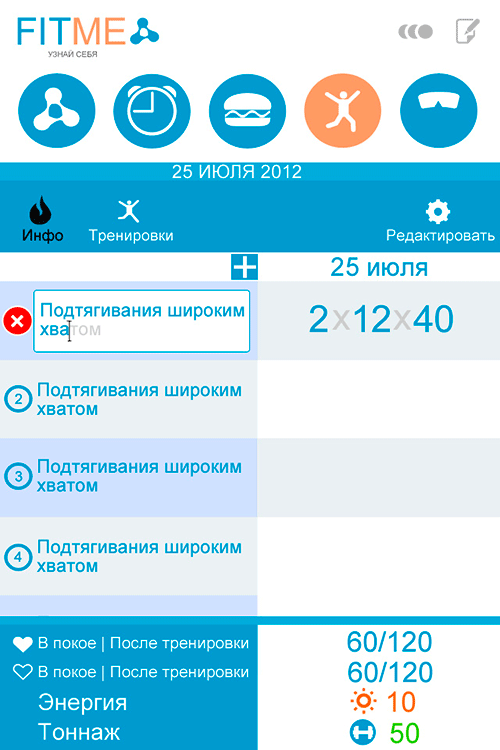 FITME
УЗНАЙ СЕБЯ
25 ИЮЛЯ 2012
Инфо
Тренировки
Редактировать
25 июля
Подтягивания широким
хватом
2x12x40
2
Подтягивания широким
хватом
3
Подтягивания широким
хватом
4
Подтягивания широким
хватом
В покое | После тренировки
60/120
В покое | После тренировки
60/120
Энергия
10
Тоннаж
50